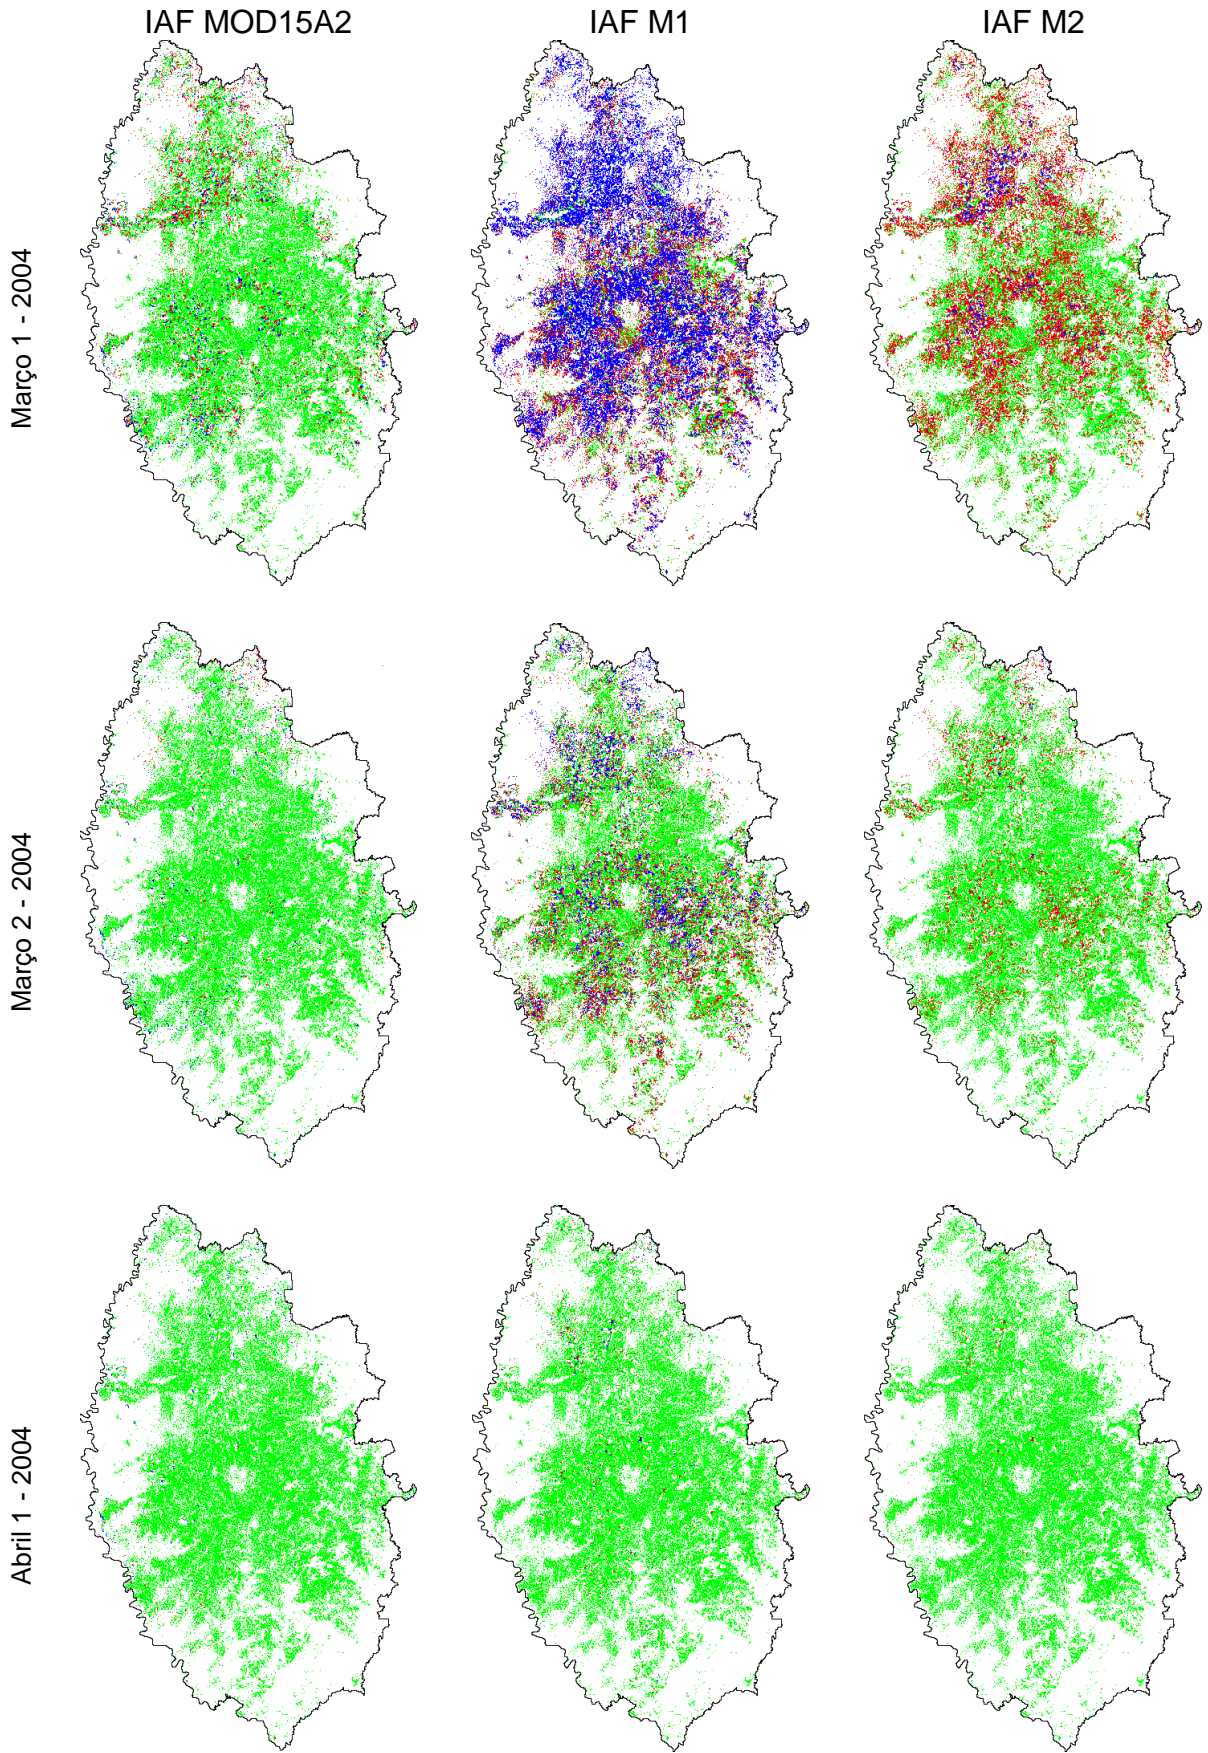 IAF MOD15A2
IAF M1
IAF M2
Março 1 - 2004
Março 2 - 2004
Abril 1 - 2004